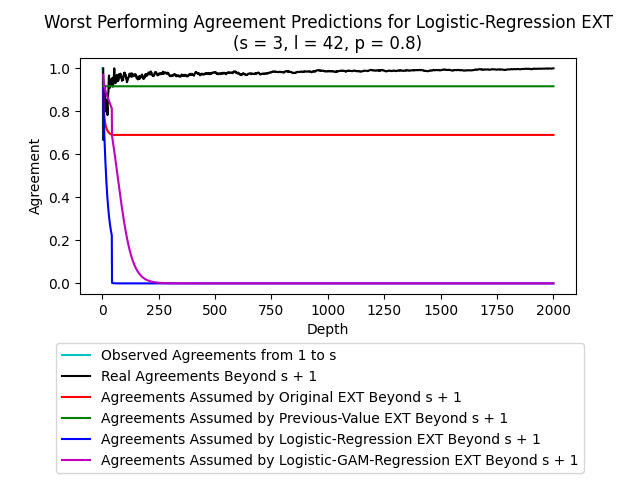 Worst Performing Agreement Predictions for Logistic-Regression EXT
(s = 3, l = 42, p = 0.8)
1.0
0.8
0.6
0.4
0.2
0.0
Agreement
0 250 500 750 1000 1250 1500 1750 2000
Depth
Observed Agreements from 1 to s
Real Agreements Beyond s + 1
Agreements Assumed by Original EXT Beyond s + 1
Agreements Assumed by Previous-Value EXT Beyond s + 1
Agreements Assumed by Logistic-Regression EXT Beyond s + 1
Agreements Assumed by Logistic-GAM-Regression EXT Beyond s + 1